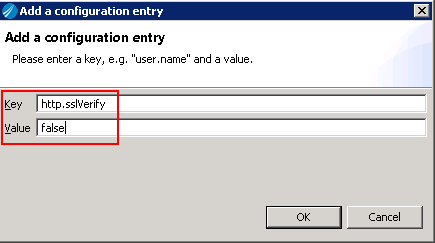 Add a configuration entry
Add a configuration entry
Please enter a key, e.g. "user.name" and a value.
Key http.sslVerify
Value false
OK Cancel